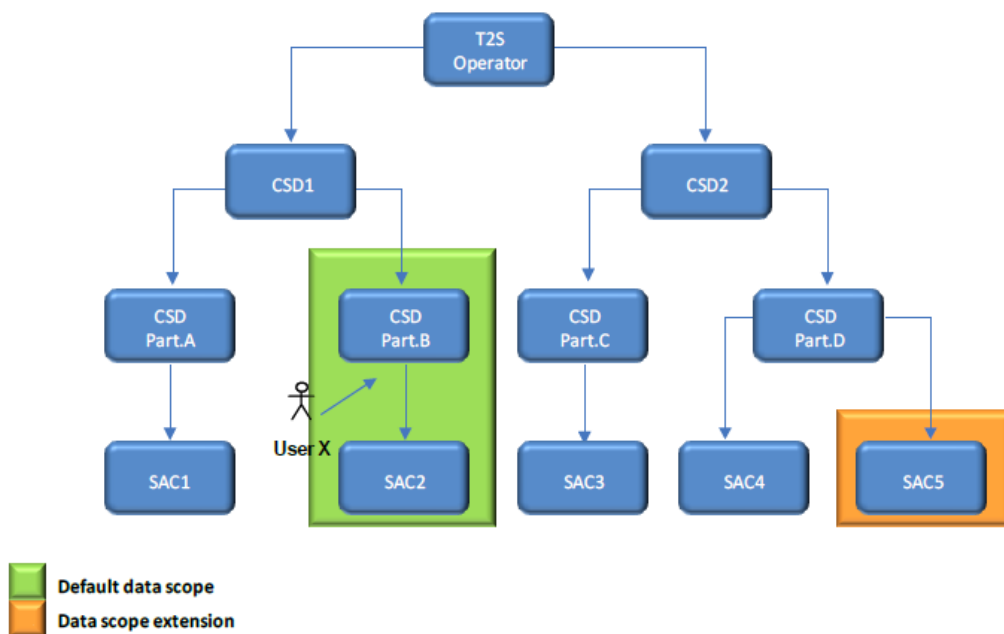 T2S
Operator
CSD1
CSD2
CSD
Part.A
CSD
Part.B
CSD
Part.C
CSD
Part.D
User X
SAC1
SAC2
SAC3
SAC4
SAC5
Default data scope
Data scope extension